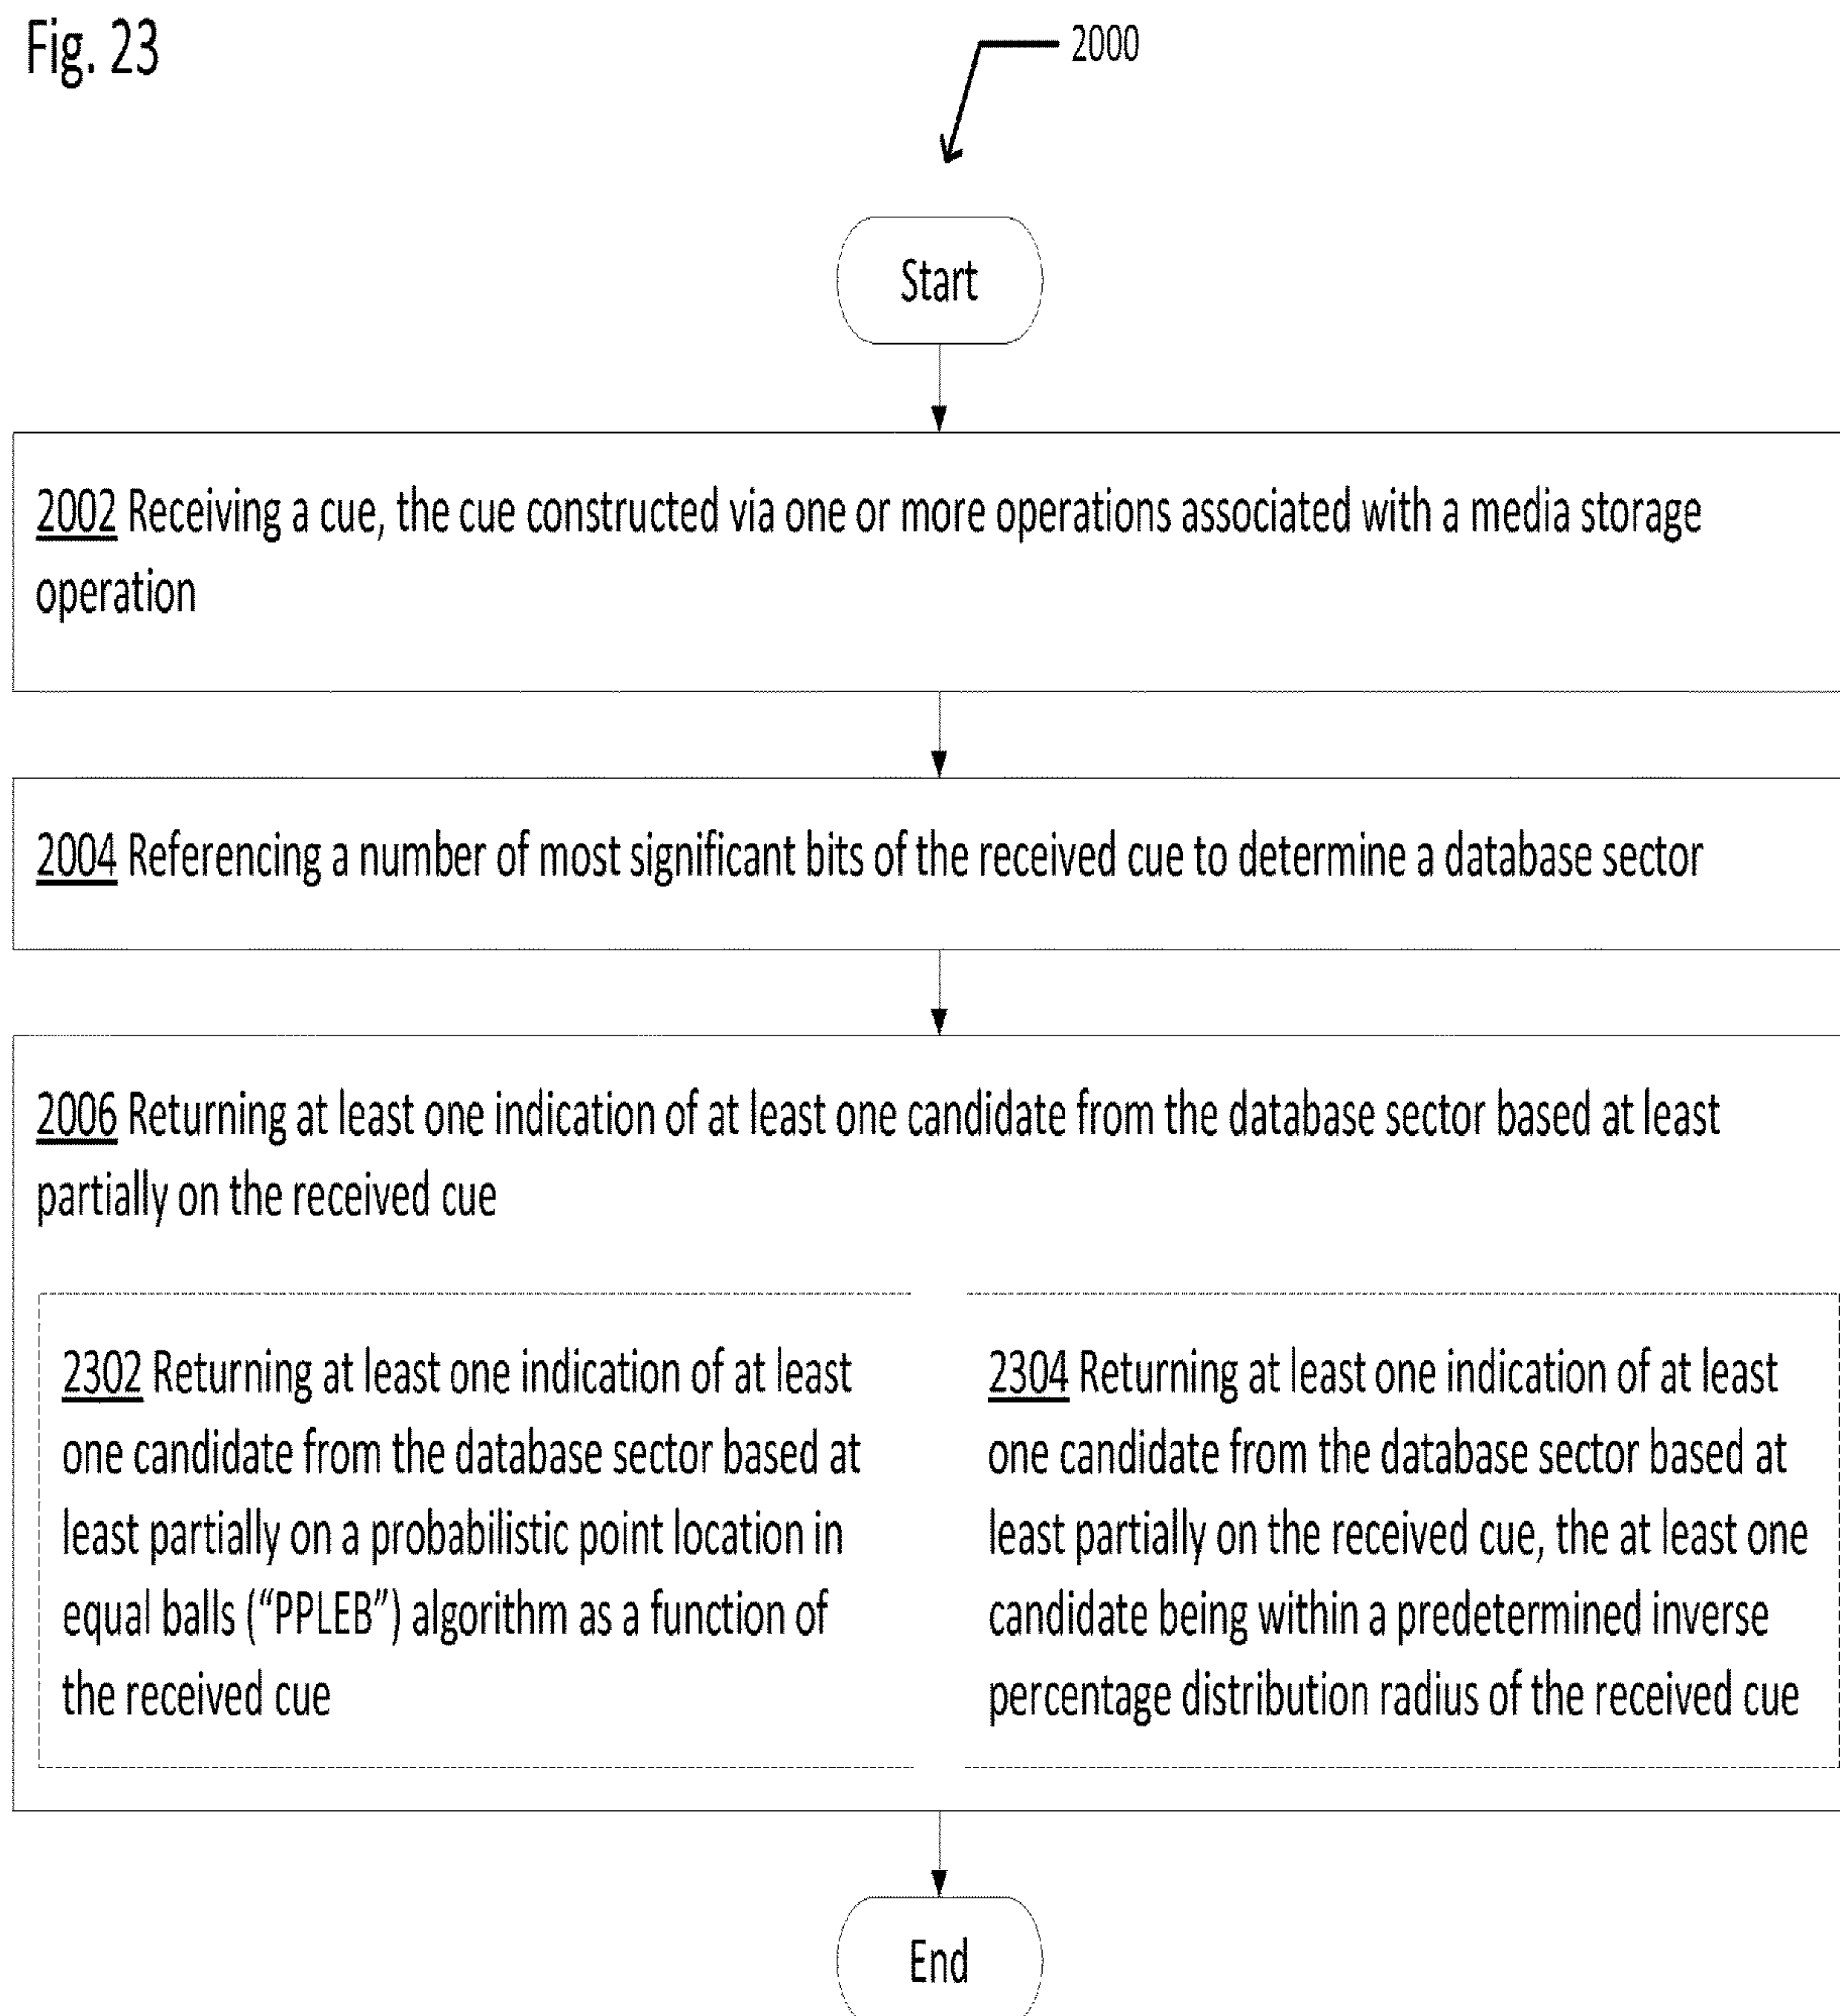 Fig. 23
2000
Start
2002 Receiving a cue, the cue constructed via one or more operations associated with a media storage
operation
2004 Referencing a number of most significant bits of the received cue to determine a database sector
2006 Returning at least one indication of at least one candidate from the database sector based at least
partially on the received cue
2302 Returning at least one indication of at least
one candidate from the database sector based at
least partially on a probabilistic point location in
equal balls (“PPLEB”) algorithm as a function of
the received cue
2304 Returning at least one indication of at least
one candidate from the database sector based at
least partially on the received cue, the at least one
candidate being within a predetermined inverse
percentage distribution radius of the received cue
End